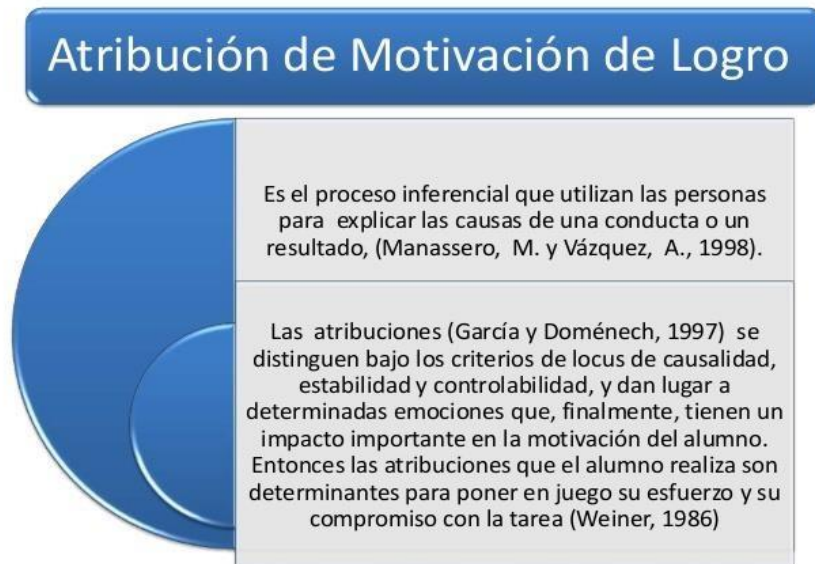 Atribución de Motivación de Logro
Es el proceso inferencial que utilizan las personas
para explicar las causas de una conducta o un
resultado, (Manassero, M. y Vázquez, A., 1998).
Las atribuciones (García y Doménech, 1997) se
distinguen bajo los criterios de locus de causalidad,
estabilidad y controlabilidad, y dan lugar a
determinadas emociones que, finalmente, tienen un
impacto importante en la motivación del alumno.
Entonces las atribuciones que el alumno realiza son
determinantes para poner en juego su esfuerzo y su
compromiso con la tarea (Weiner, 1986)